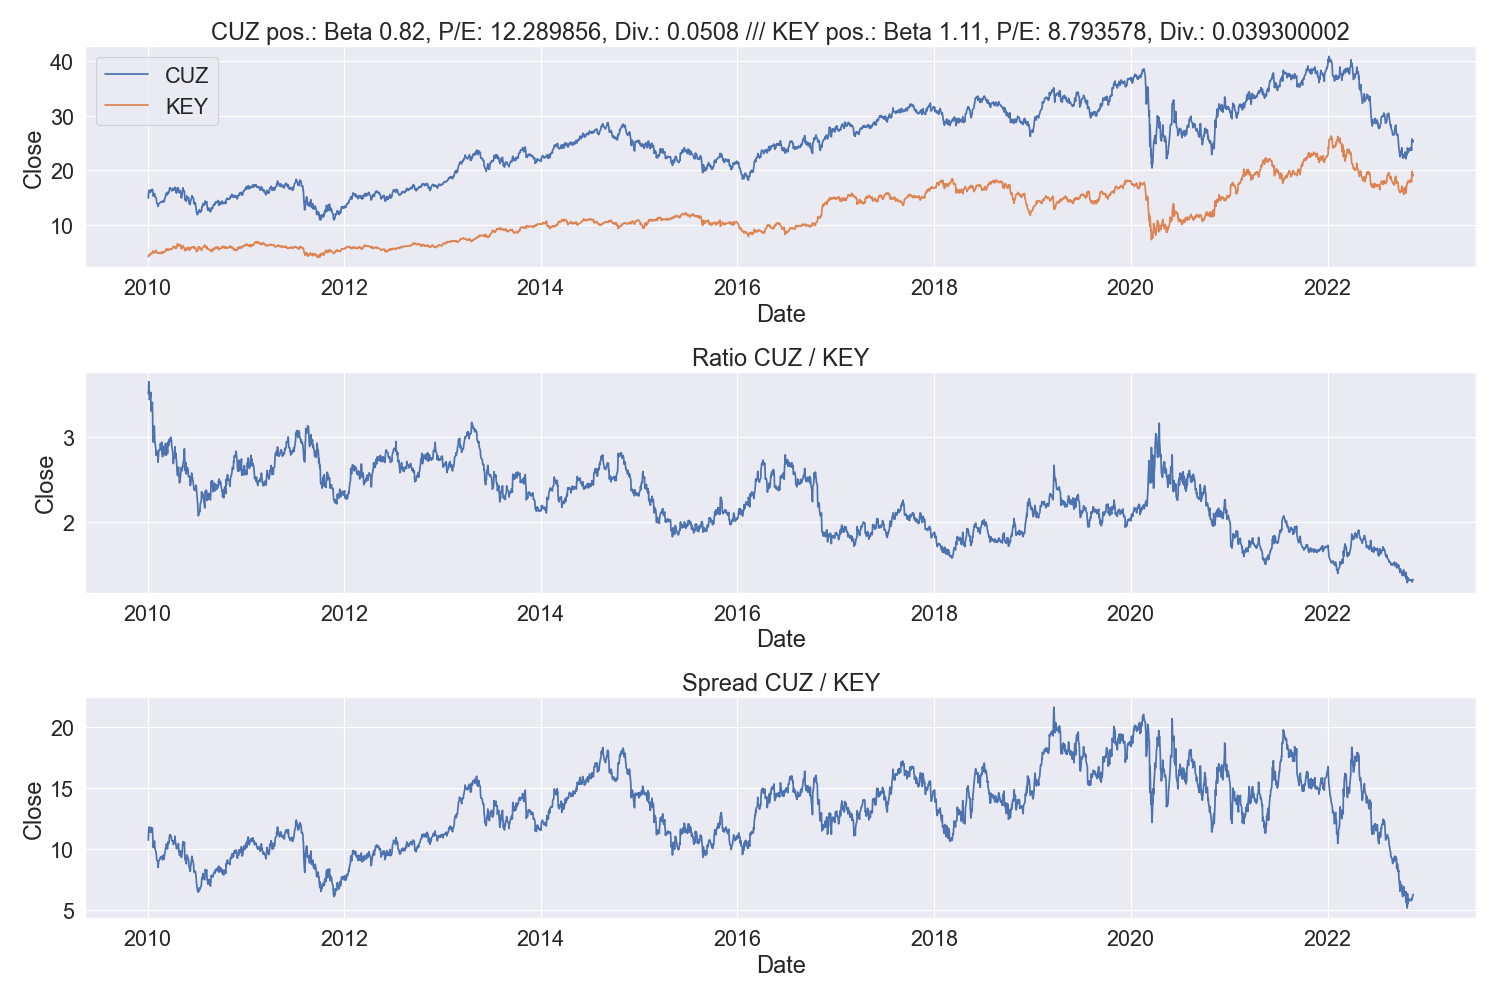 CUZ pos.: Beta 0.82, P/E: 12.289856, Div.: 0.0508 /// KEY pos.: Beta 1.11, P/E: 8.793578, Div.: 0.039300002
CUZ
KEY
Close
40
30
20
10
2010 2012 2014 2016 2018 2020 2022
Date
Ratio CUZ / KEY
Close
3
2
2010 2012 2014 2016 2018 2020 2022
Date
Spread CUZ / KEY
Close
20
15
10
5
2010 2012 2014 2016 2018 2020 2022
Date